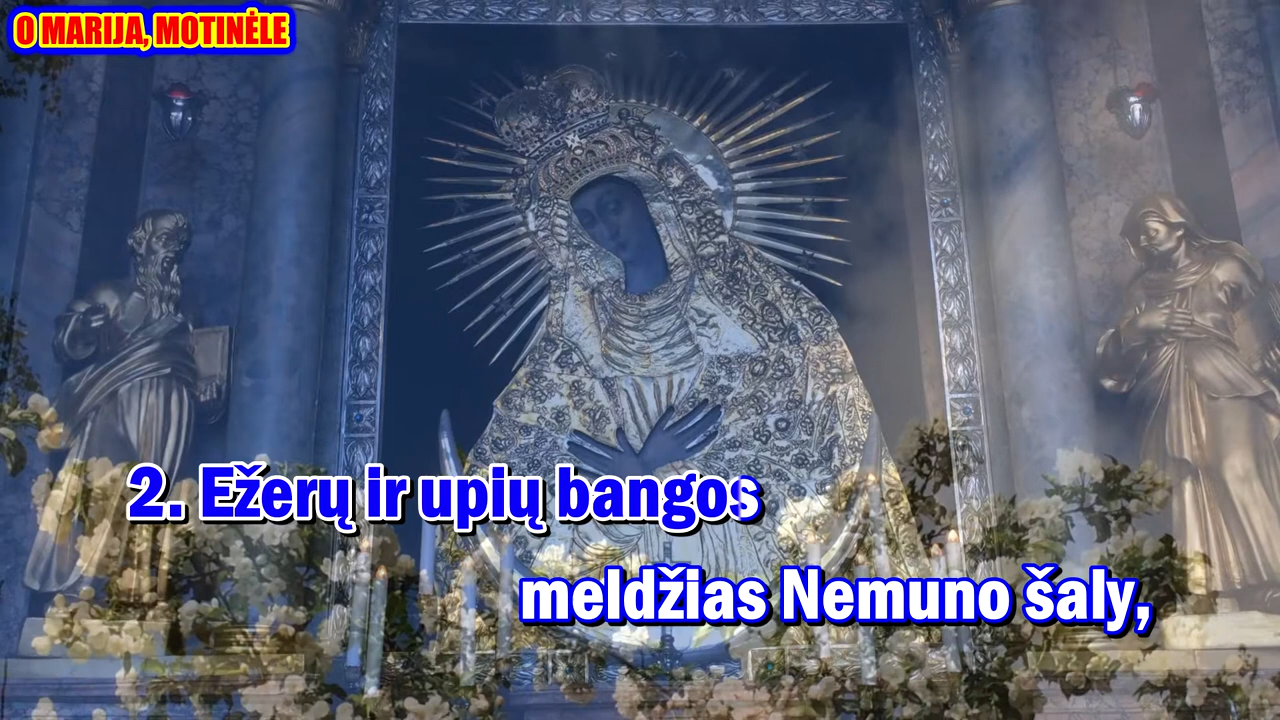 O MARIJA, MOTINĖLE
2. Ežerų ir upių bangos
meldžias Nemuno šaly,